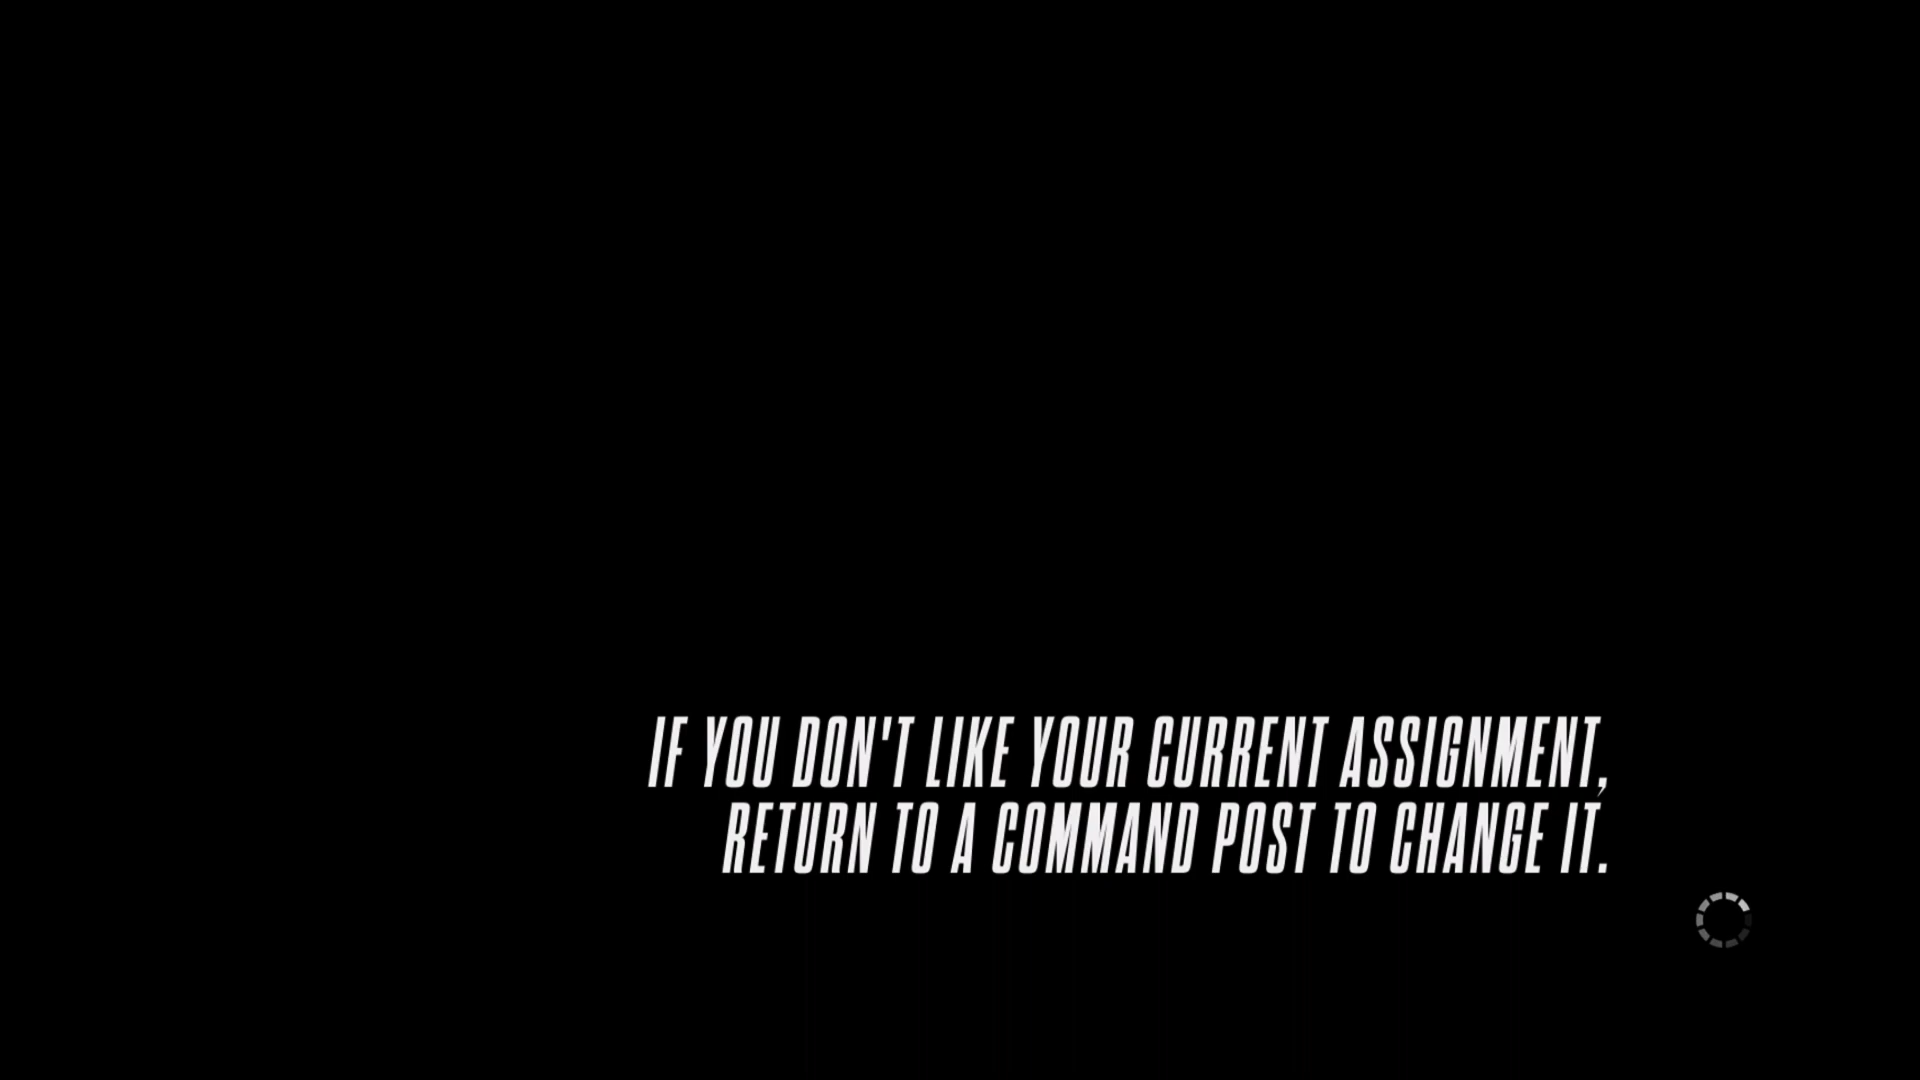 IF YOU DON'T LIKE YOUR CURRENT ASSIGNMENT,
RETURN TO A COMMAND POST TO CHANGE IT.